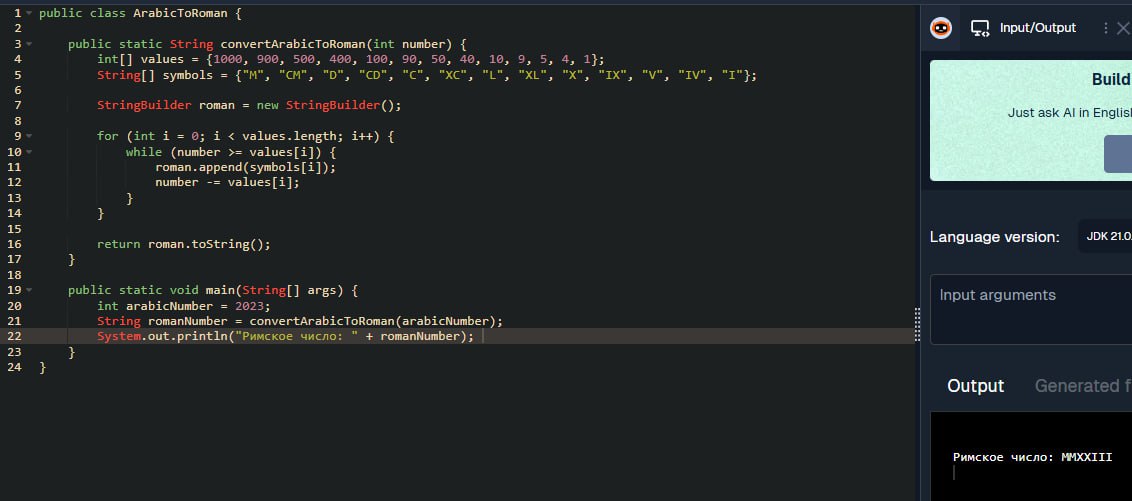 1 public class ArabicToRoman {
2
3     public static String convertArabicToRoman(int number) {
4         int[] values = {1000, 900, 500, 400, 100, 90, 50, 40, 10, 9, 5, 4, 1};
5         String[] symbols = {"M", "CM", "D", "CD", "C", "XC", "L", "XL", "X", "IX", "V", "IV", "I"};
6
7         StringBuilder roman = new StringBuilder();
8
9         for (int i = 0; i < values.length; i++) {
10             while (number >= values[i]) {
11                 roman.append(symbols[i]);
12                 number -= values[i];
13             }
14         }
15
16         return roman.toString();
17     }
18
19     public static void main(String[] args) {
20         int arabicNumber = 2023;
21         String romanNumber = convertArabicToRoman(arabicNumber);
22         System.out.println("Римское число: " + romanNumber);
23     }
24 }
Input/Output
Build
Just ask AI in English
Language version:
JDK 21.0.
Input arguments
Output Generated f
Римское число: MMXXIII